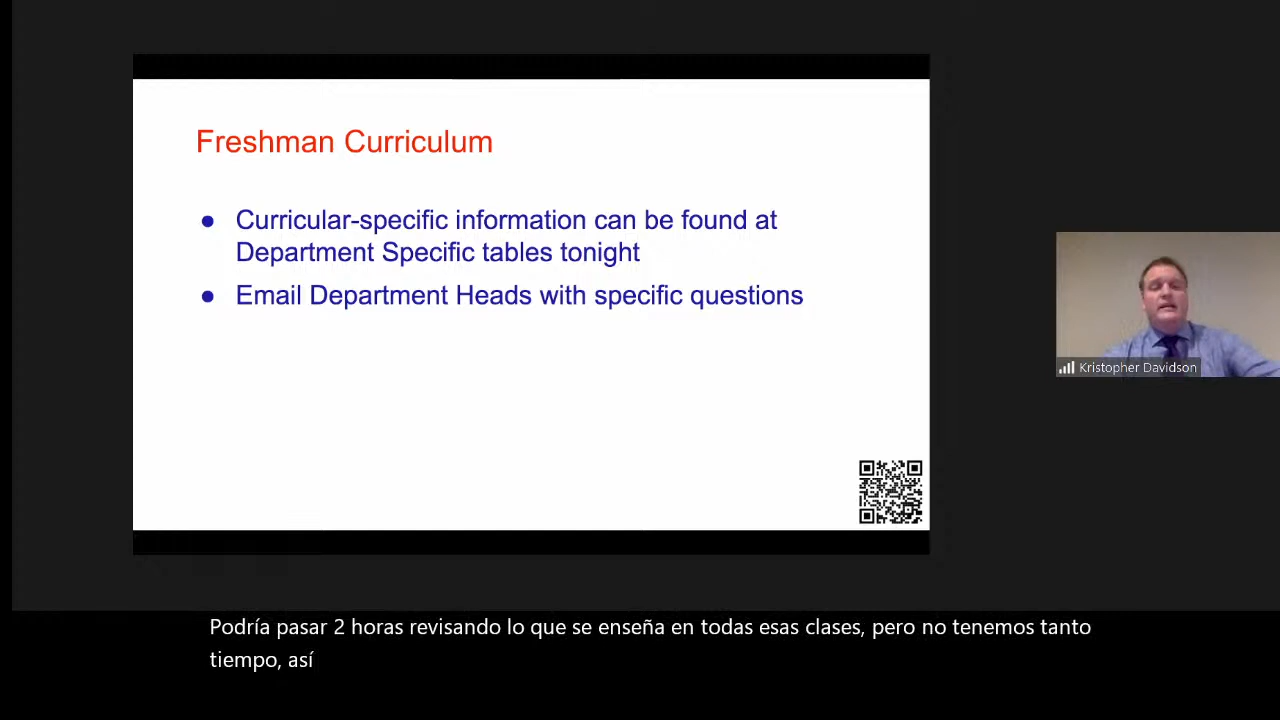 Freshman Curriculum
● Curricular-specific information can be found at
Department Specific tables tonight
● Email Department Heads with specific questions
Kristopher Davidson
Podría pasar 2 horas revisando lo que se enseña en todas esas clases, pero no tenemos tanto
tiempo, así